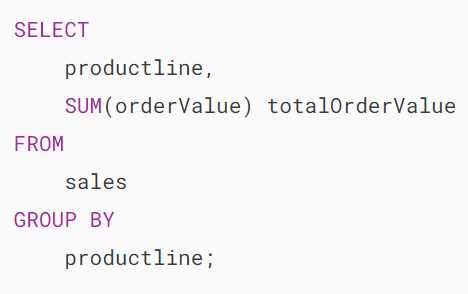 SELECT
    productline,
    SUM(orderValue) totalOrderValue
FROM
    sales
GROUP BY
    productline;